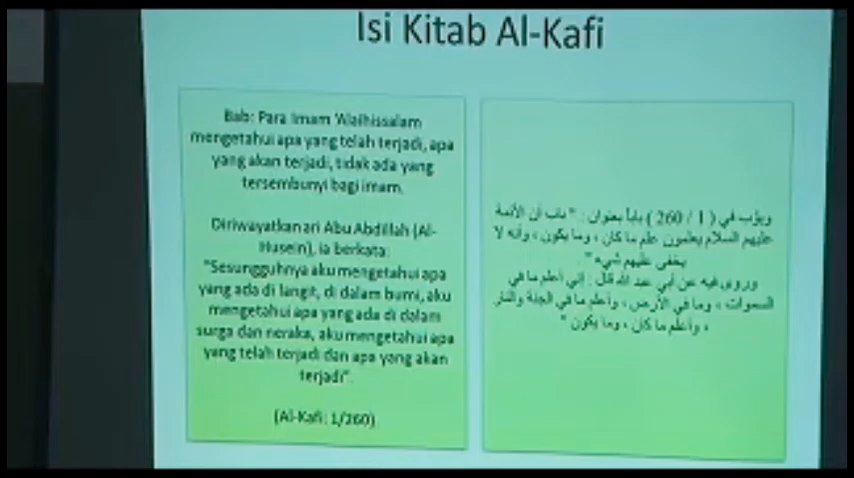 Isi Kitab Al-Kafi
Bab: Para Imam 'Alaihissalam
mengetahui apa yang telah terjadi, apa
yang akan terjadi, tidak ada yang
tersembunyi bagi imam.
Diriwayatkanari Abu Abdillah (Al-
Husein), ia berkata:
"Sesungguhnya aku mengetahui apa
yang ada di langit, di dalam bumi, aku
mengetahui apa yang ada di dalam
surga dan neraka, aku mengetahui apa
yang telah terjadi dan apa yang akan
terjadi".
(Al-Kafi: 1/260)
وبوّب في ( 1 / 260 ) باباً بعنوان : " باب أن الأئمة
عليهم السلام يعلمون علم ما كان ، وما يكون ، وأنه لا
يخفى عليهم شيء "
وروى فيه عن أبي عبد الله قال : إني أعلم ما في
السموات ، وما في الأرض ، وأعلم ما في الجنة والنار
، وأعلم ما كان ، وما يكون "